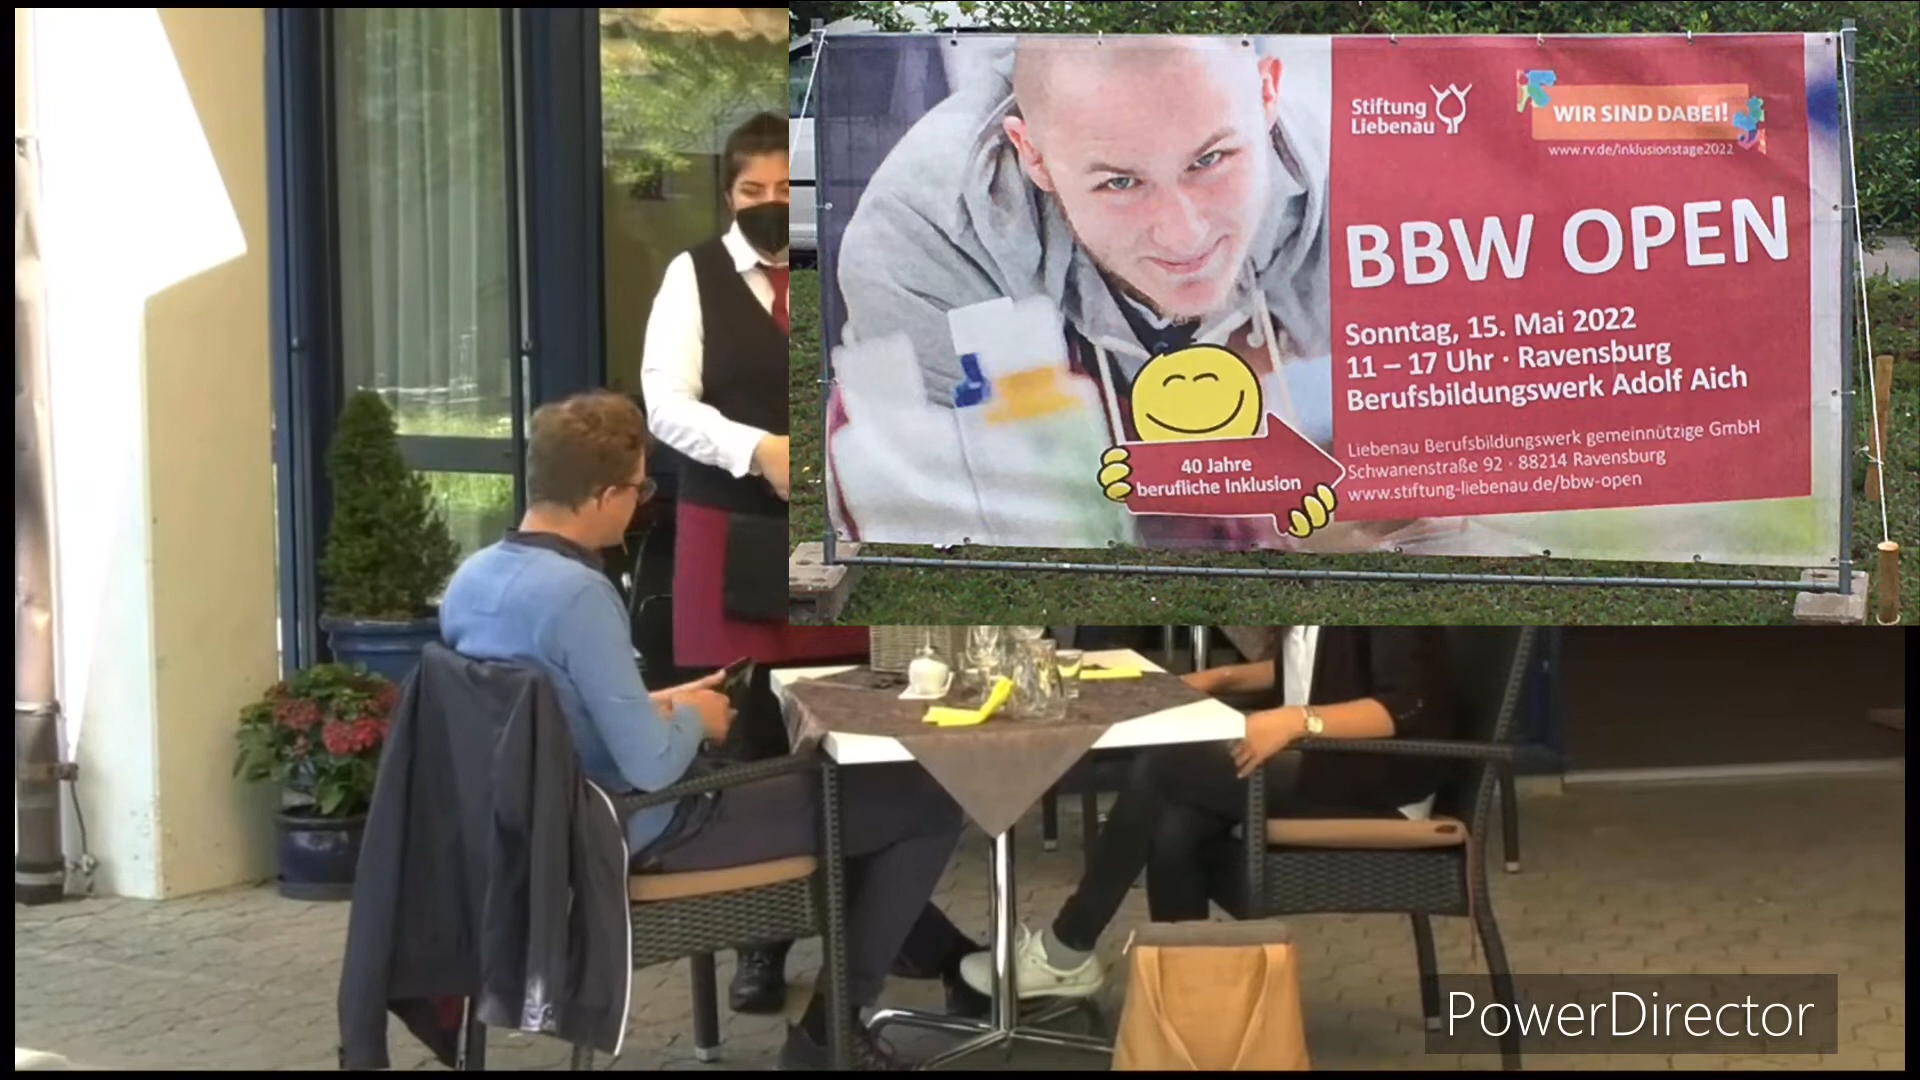 Stiftung
Liebenau
WIR SIND DABEI!
www.rv.de/inklusionstage2022
BBW OPEN
Sonntag, 15. Mai 2022
11 – 17 Uhr · Ravensburg
Berufsbildungswerk Adolf Aich
Liebenau Berufsbildungswerk gemeinnützige GmbH
Schwanenstraße 92 · 88214 Ravensburg
www.stiftung-liebenau.de/bbw-open
40 Jahre
berufliche Inklusion
PowerDirector